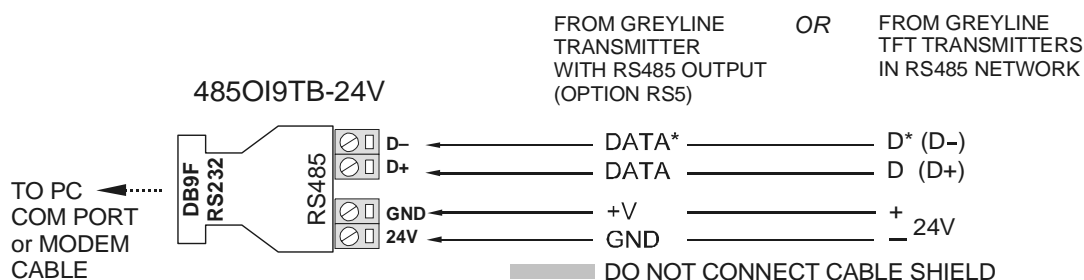 FROM GREYLINE
TRANSMITTER
WITH RS485 OUTPUT
(OPTION RS5)
OR
FROM GREYLINE
TFT TRANSMITTERS
IN RS485 NETWORK
485OI9TB-24V
DB9F
RS232
RS485
D–
DATA*
D* (D–)
D+
DATA
D (D+)
GND
+V
+
24V
GND
– 24V
TO PC
COM PORT
or MODEM
CABLE
DO NOT CONNECT CABLE SHIELD